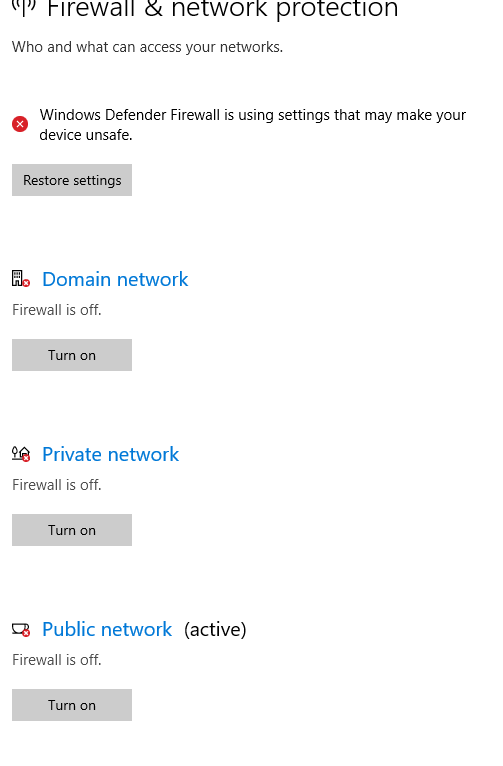 Firewall & network protection
Who and what can access your networks.
Windows Defender Firewall is using settings that may make your
device unsafe.
Restore settings
Domain network
Firewall is off.
Turn on
Private network
Firewall is off.
Turn on
Public network (active)
Firewall is off.
Turn on